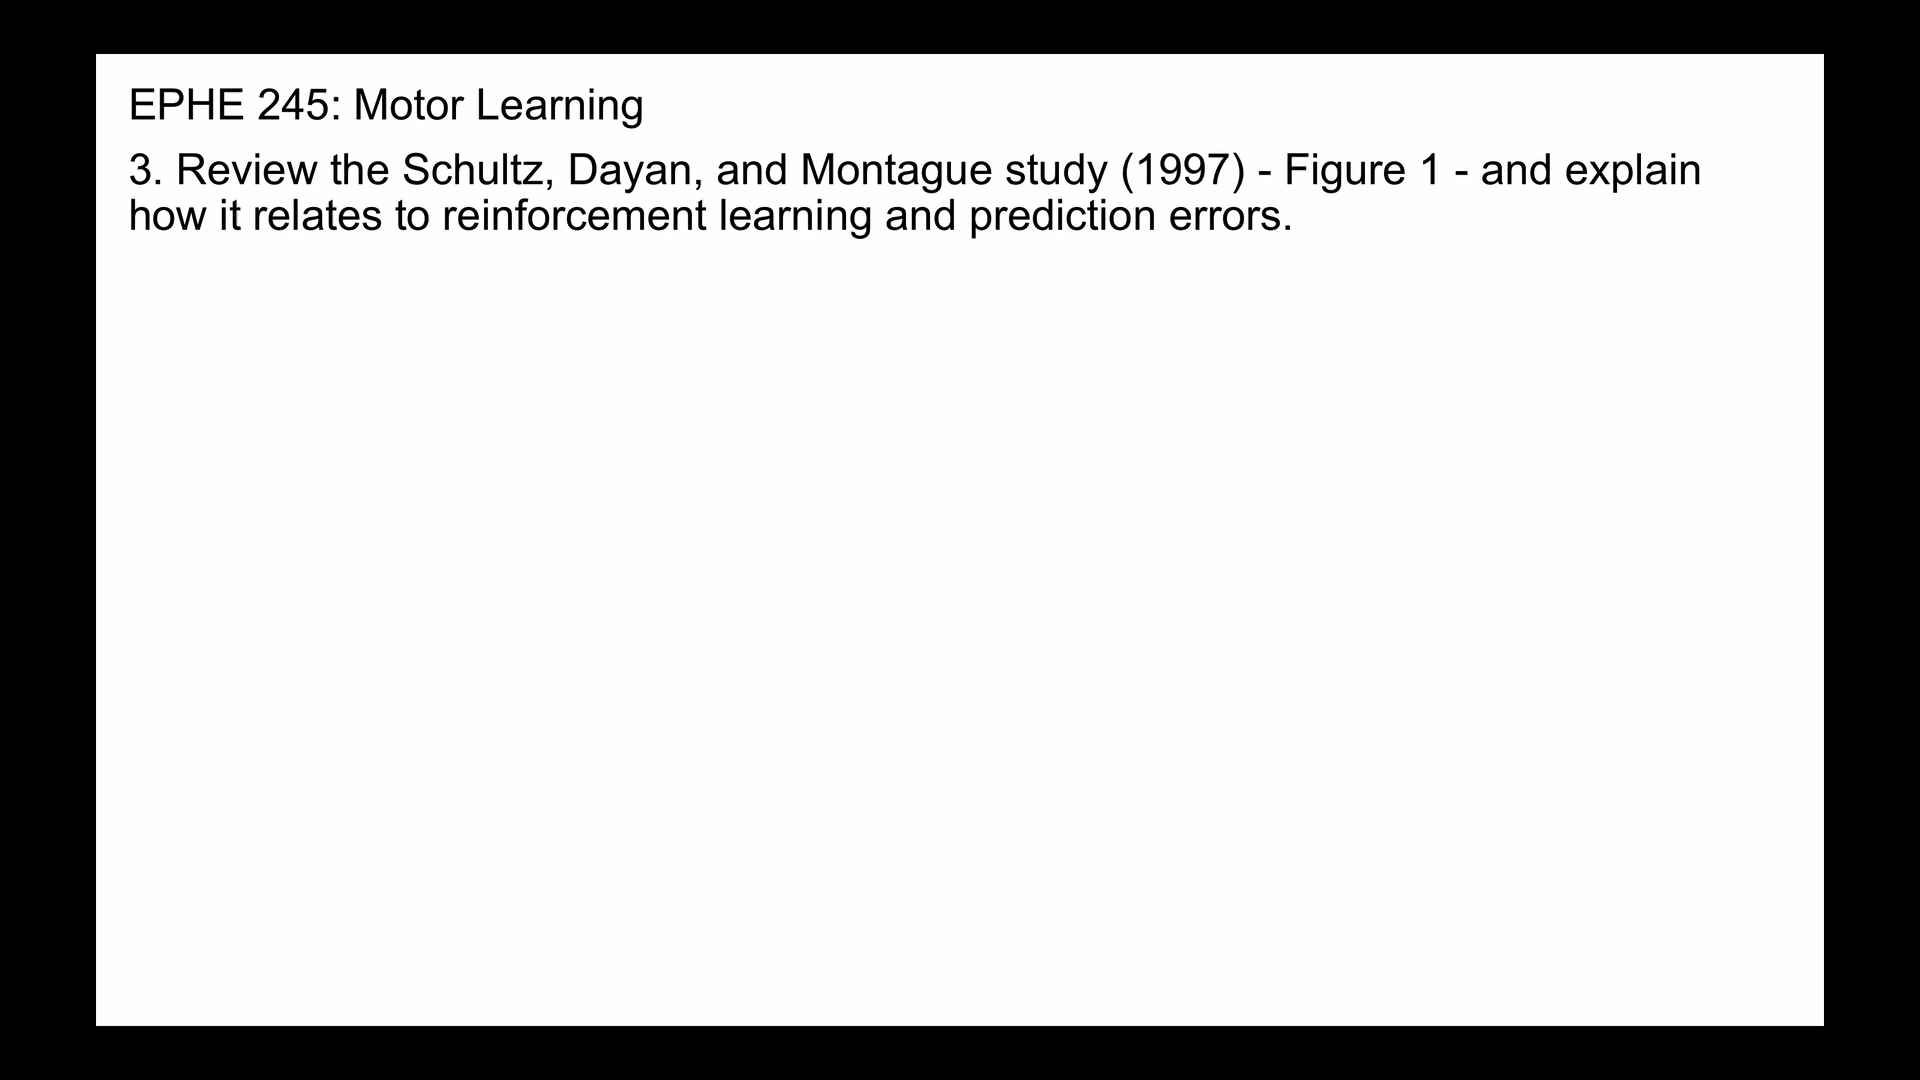 EPHE 245: Motor Learning
3. Review the Schultz, Dayan, and Montague study (1997) - Figure 1 - and explain
how it relates to reinforcement learning and prediction errors.